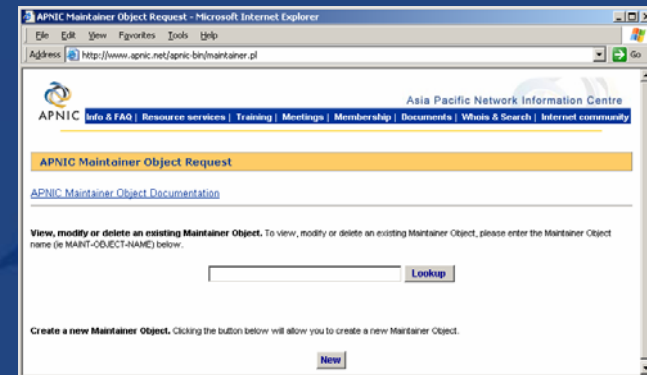 APNIC Maintainer Object Request - Microsoft Internet Explorer
File Edit View Favorites Tools Help
Address http://www.apnic.net/apnic-bin/maintainer.pl Go
Asia Pacific Network Information Centre
APNIC Info & FAQ | Resource services | Training | Meetings | Membership | Documents | Whois & Search | Internet community
APNIC Maintainer Object Request
APNIC Maintainer Object Documentation
View, modify or delete an existing Maintainer Object. To view, modify or delete an existing Maintainer Object, please enter the Maintainer Object
name (ie MAINT-OBJECT-NAME) below.
Lookup
Create a new Maintainer Object. Clicking the button below will allow you to create a new Maintainer Object.
New